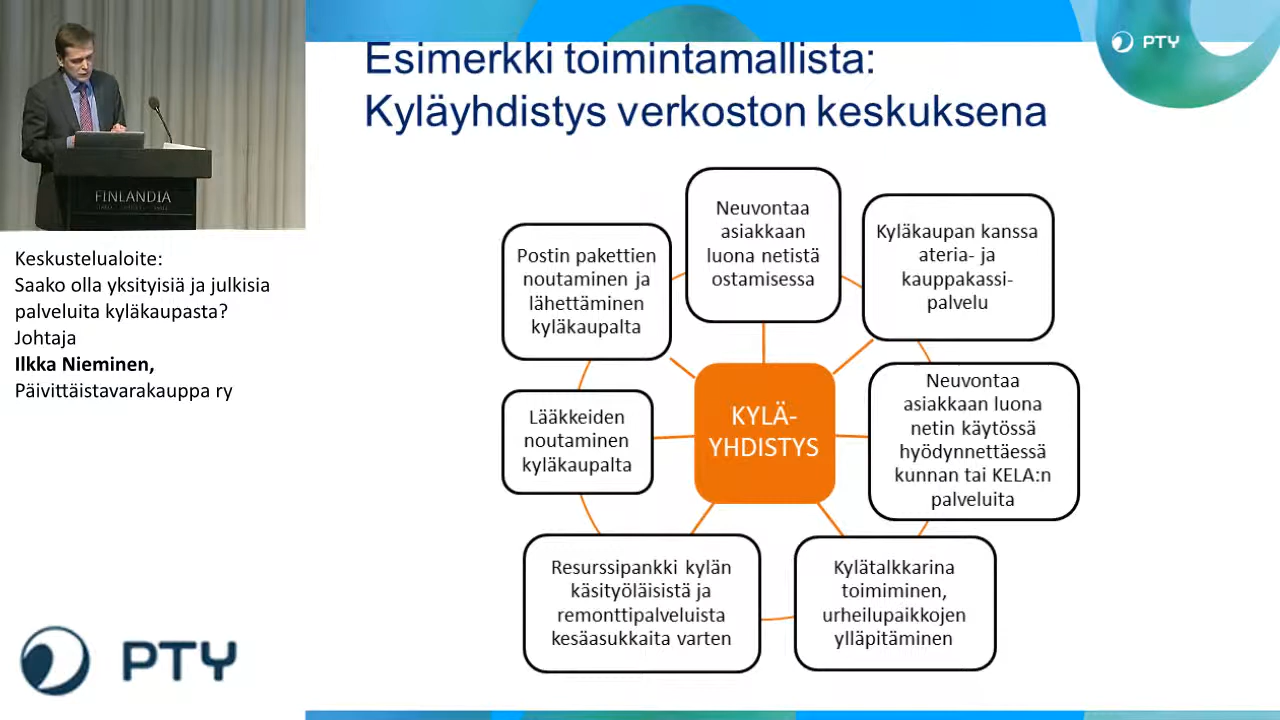 Esimerkki toimintamallista:
Kyläyhdistys verkoston keskuksena
PTY
FINLANDIA
Keskustelualoite:
Saako olla yksityisiä ja julkisia
palveluita kyläkaupasta?
Johtaja
Ilkka Nieminen,
Päivittäistavarakauppa ry
PTY
Neuvontaa
asiakkaan
luona netistä
ostamisessa
Kyläkaupan kanssa
ateria- ja
kauppakassi-
palvelu
Neuvontaa
asiakkaan luona
netin käytössä
hyödynnettäessä
kunnan tai KELA:n
palveluita
Kylätalkkarina
toimiminen,
urheilupaikkojen
ylläpitäminen
Resurssipankki kylän
käsityöläisistä ja
remonttipalveluista
kesäasukkaita varten
Lääkkeiden
noutaminen
kyläkaupalta
Postin pakettien
noutaminen ja
lähettäminen
kyläkaupalta
KYLÄ-
YHDISTYS